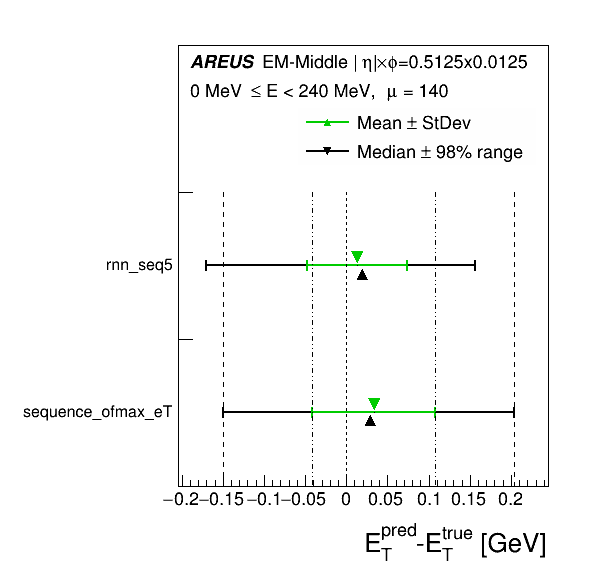 AREUS EM-Middle |η|×ϕ=0.5125x0.0125
0 MeV ≤ E < 240 MeV, μ = 140
Mean ± StDev
Median ± 98% range
rnn_seq5
sequence_ofmax_eT
−0.2 −0.15 −0.1 −0.05 0 0.05 0.1 0.15 0.2
E_T^pred-E_T^true [GeV]